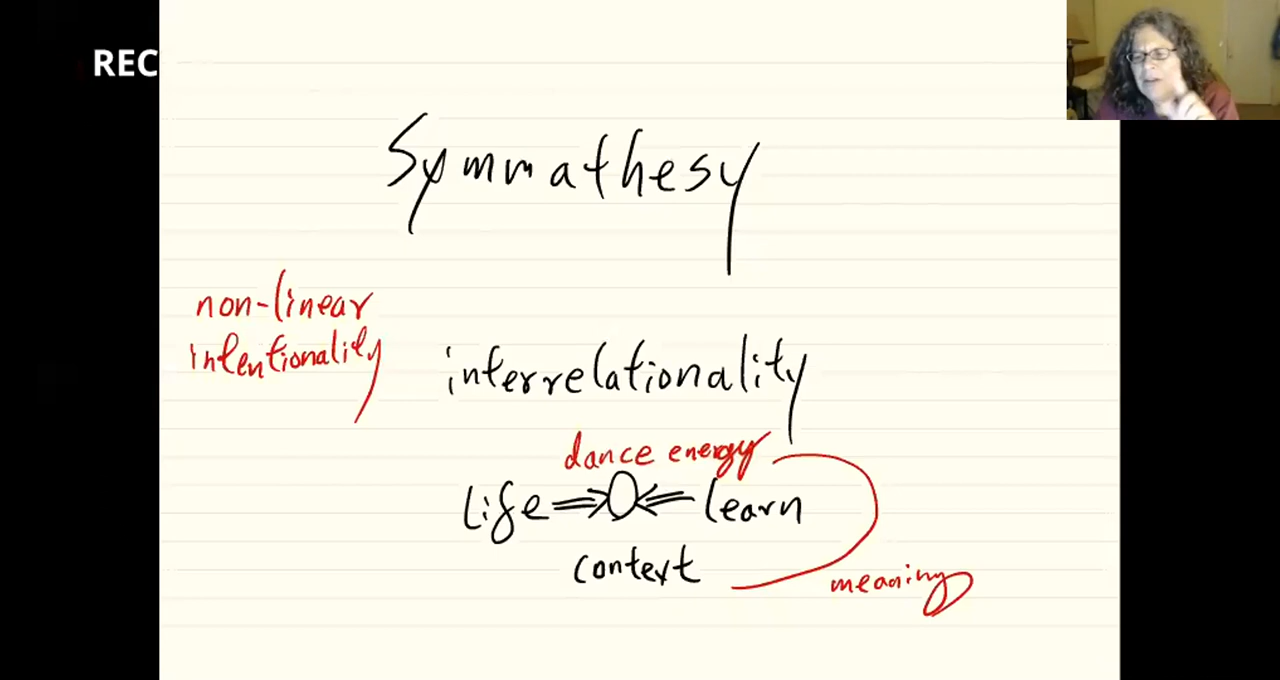 REC
Symmathesy
non-linear
intentionality
interrelationality
dance energy
life learn
context
meaning